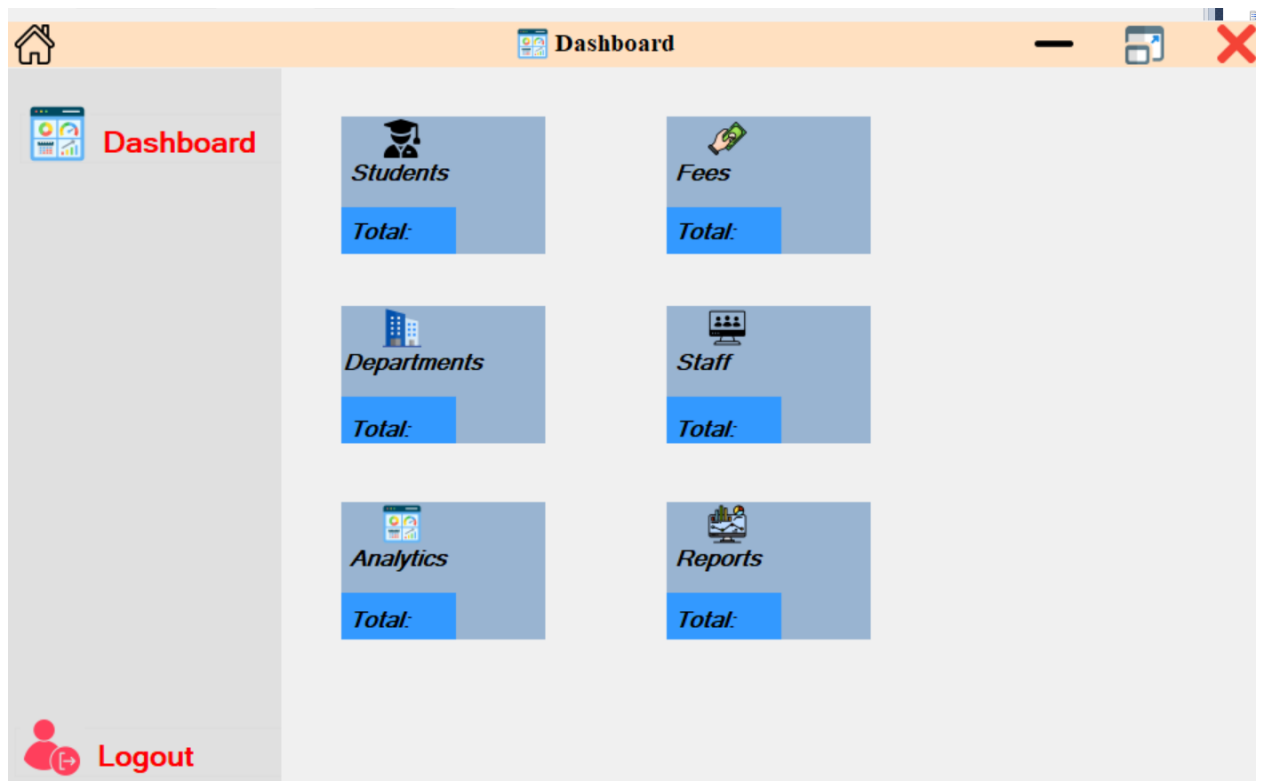 Dashboard
Dashboard
Students
Total:
Fees
Total:
Departments
Total:
Staff
Total:
Analytics
Total:
Reports
Total:
Logout